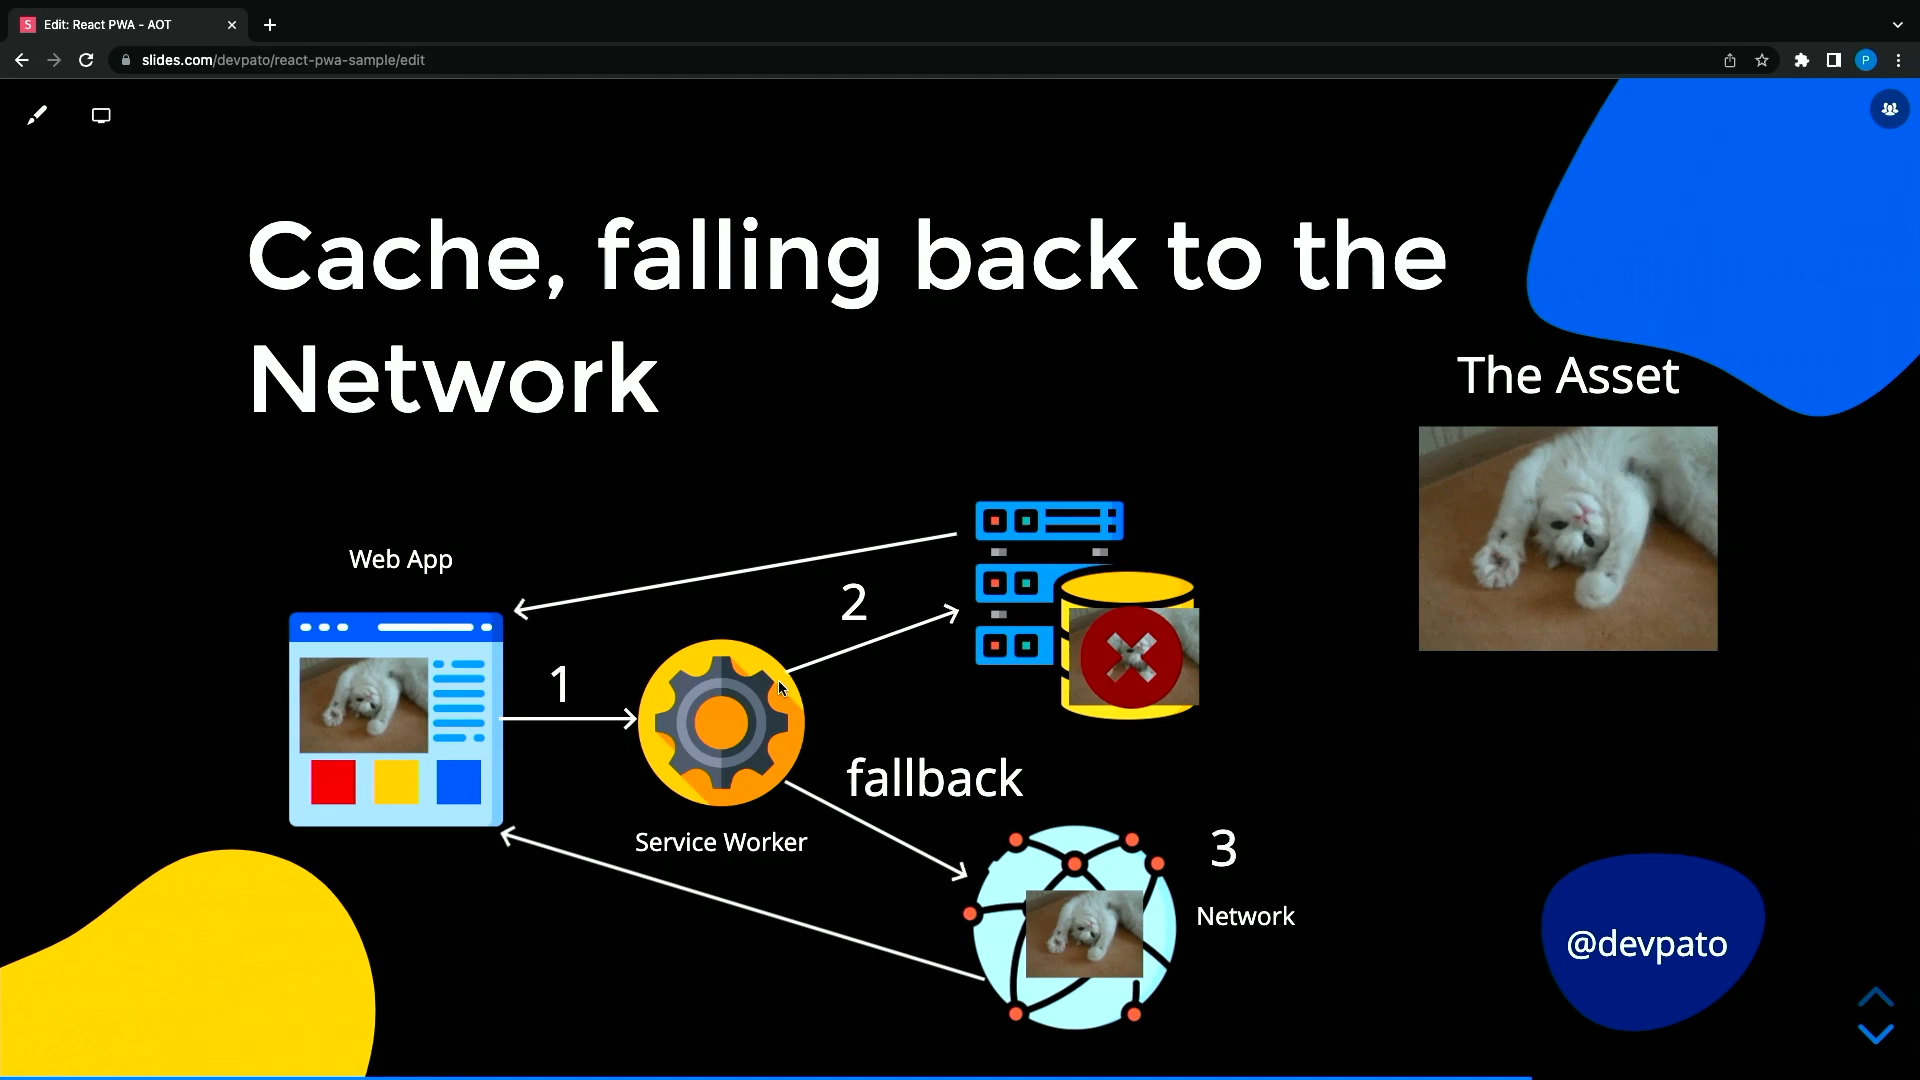 Edit: React PWA - AOT
slides.com/devpato/react-pwa-sample/edit
P
Cache, falling back to the
Network
The Asset
Web App
2
1
fallback
Service Worker
3
Network
@devpato